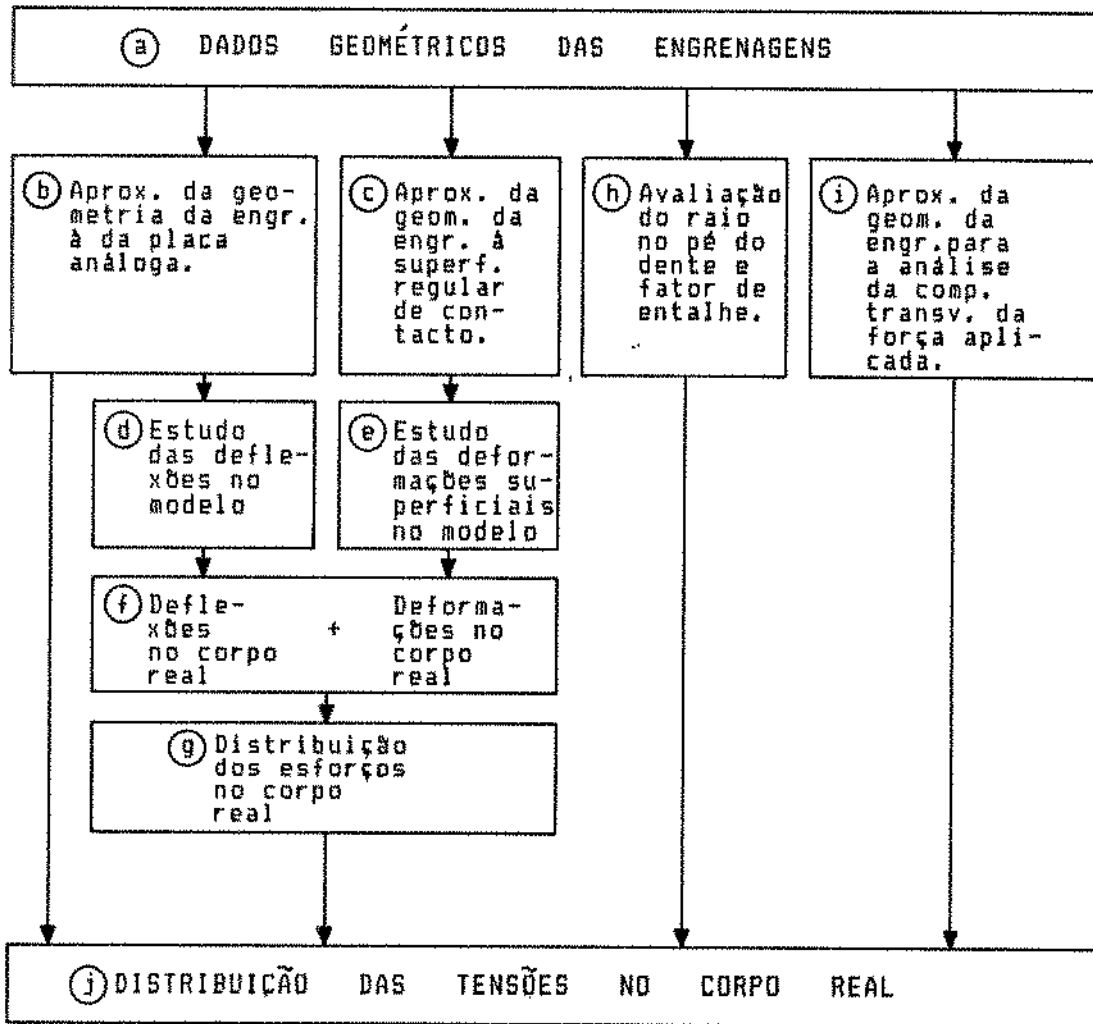 (a) DADOS GEOMÉTRICOS DAS ENGRENAGENS
(b) Aprox. da geo-
metria da engr.
à da placa
análoga.
(c) Aprox. da
geom. da
engr. à
superf.
regular
de con-
tacto.
(h) Avaliação
do raio
no pé do
dente e
fator de
entalhe.
(i) Aprox. da
geom. da
engr.para
a análise
da comp.
transv. da
força apli-
cada.
(d) Estudo
das defle-
xões no
modelo
(e) Estudo
das defor-
mações su-
perficiais
no modelo
(f) Defle-
xões
no corpo
real
+
Deforma-
ções no
corpo
real
(g) Distribuição
dos esforços
no corpo
real
(j) DISTRIBUIÇÃO DAS TENSÕES NO CORPO REAL